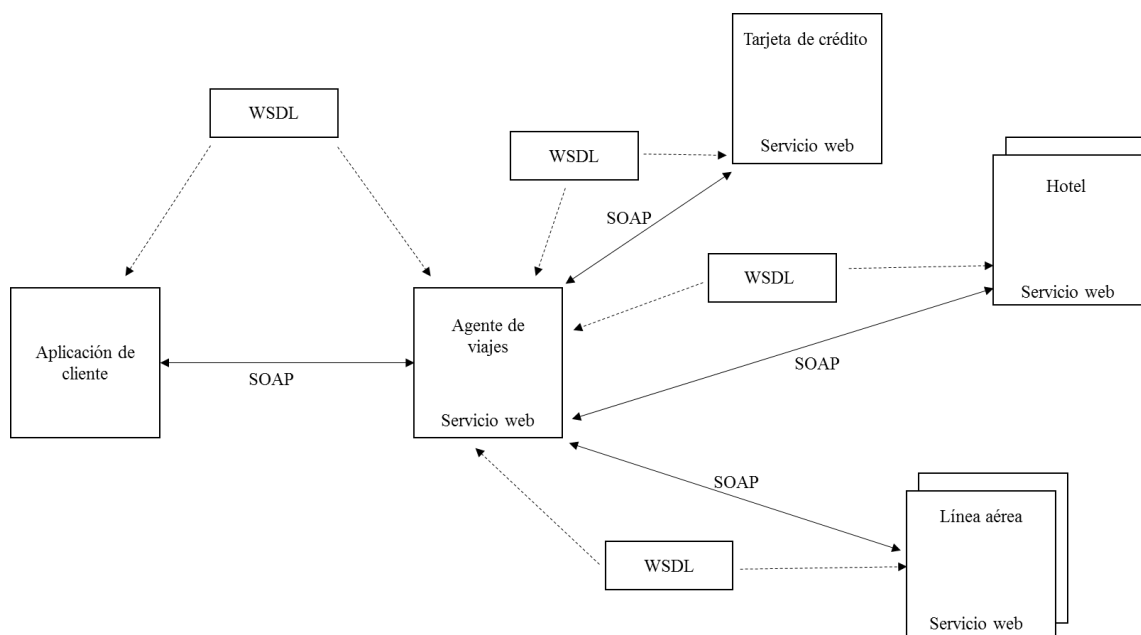 Tarjeta de crédito
Servicio web
WSDL
WSDL
SOAP
Hotel
Servicio web
WSDL
Aplicación de
cliente
SOAP
Agente de
viajes
Servicio web
SOAP
SOAP
WSDL
Línea aérea
Servicio web